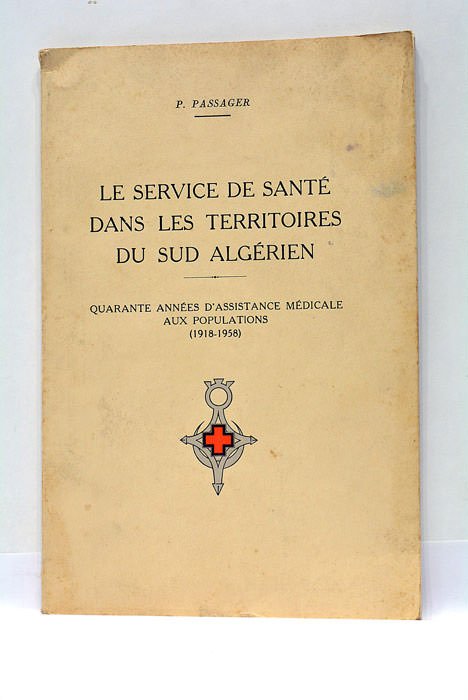 P. PASSAGER
LE SERVICE DE SANTÉ
DANS LES TERRITOIRES
DU SUD ALGÉRIEN
QUARANTE ANNÉES D'ASSISTANCE MÉDICALE
AUX POPULATIONS
(1918-1958)